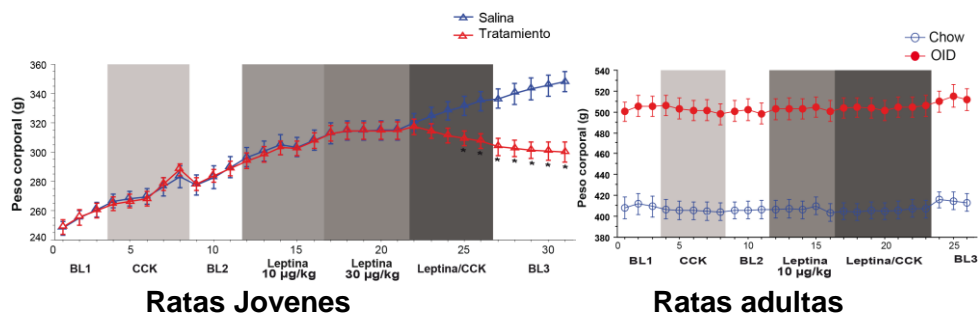 Salina
Tratamiento
Peso corporal (g)
360
340
320
300
280
260
240
0
5
10
15
20
25
30
* * * * * * *
BL1
CCK
BL2
Leptina
10 µg/kg
Leptina
30 µg/kg
Leptina/CCK
BL3
Ratas Jovenes
Chow
OID
Peso corporal (g)
540
520
500
480
460
440
420
400
380
0
5
10
15
20
25
BL1
CCK
BL2
Leptina
10 µg/kg
Leptina/CCK
BL3
Ratas adultas